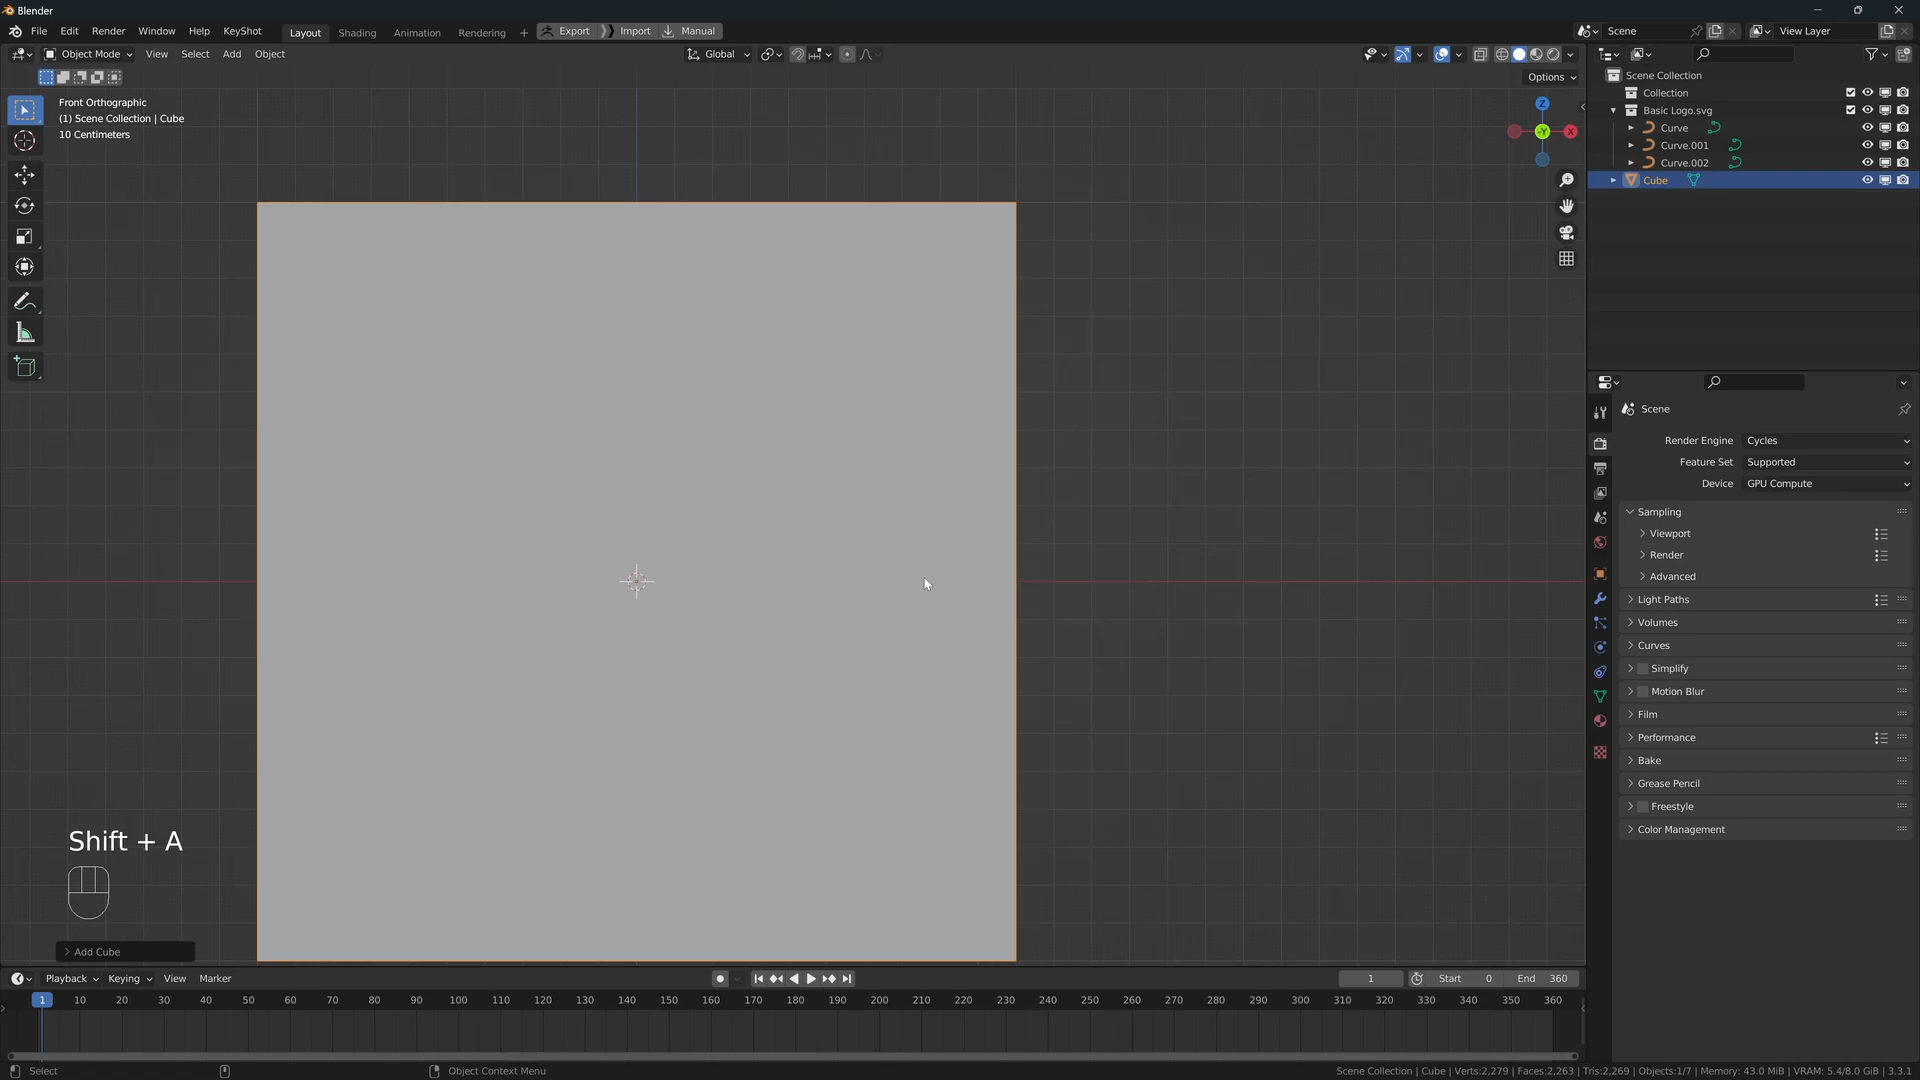 Blender
File Edit Render Window Help KeyShot Layout Shading Animation Rendering + Export Import Manual Scene View Layer
Object Mode View Select Add Object Global
Options
Front Orthographic
(1) Scene Collection | Cube
10 Centimeters
Z
-Y
X
Scene Collection
Collection
Basic Logo.svg
Curve
Curve.001
Curve.002
Cube
Scene
Render Engine Cycles
Feature Set Supported
Device GPU Compute
Sampling
Viewport
Render
Advanced
Light Paths
Volumes
Curves
Simplify
Motion Blur
Film
Performance
Bake
Grease Pencil
Freestyle
Color Management
Shift + A
Add Cube
Playback Keying View Marker 1 Start 0 End 360
1 10 20 30 40 50 60 70 80 90 100 110 120 130 140 150 160 170 180 190 200 210 220 230 240 250 260 270 280 290 300 310 320 330 340 350 360
Select Object Context Menu Scene Collection | Cube | Verts:2,279 | Faces:2,263 | Tris:2,269 | Objects:1/7 | Memory: 43.0 MiB | VRAM: 5.4/8.0 GiB | 3.3.1